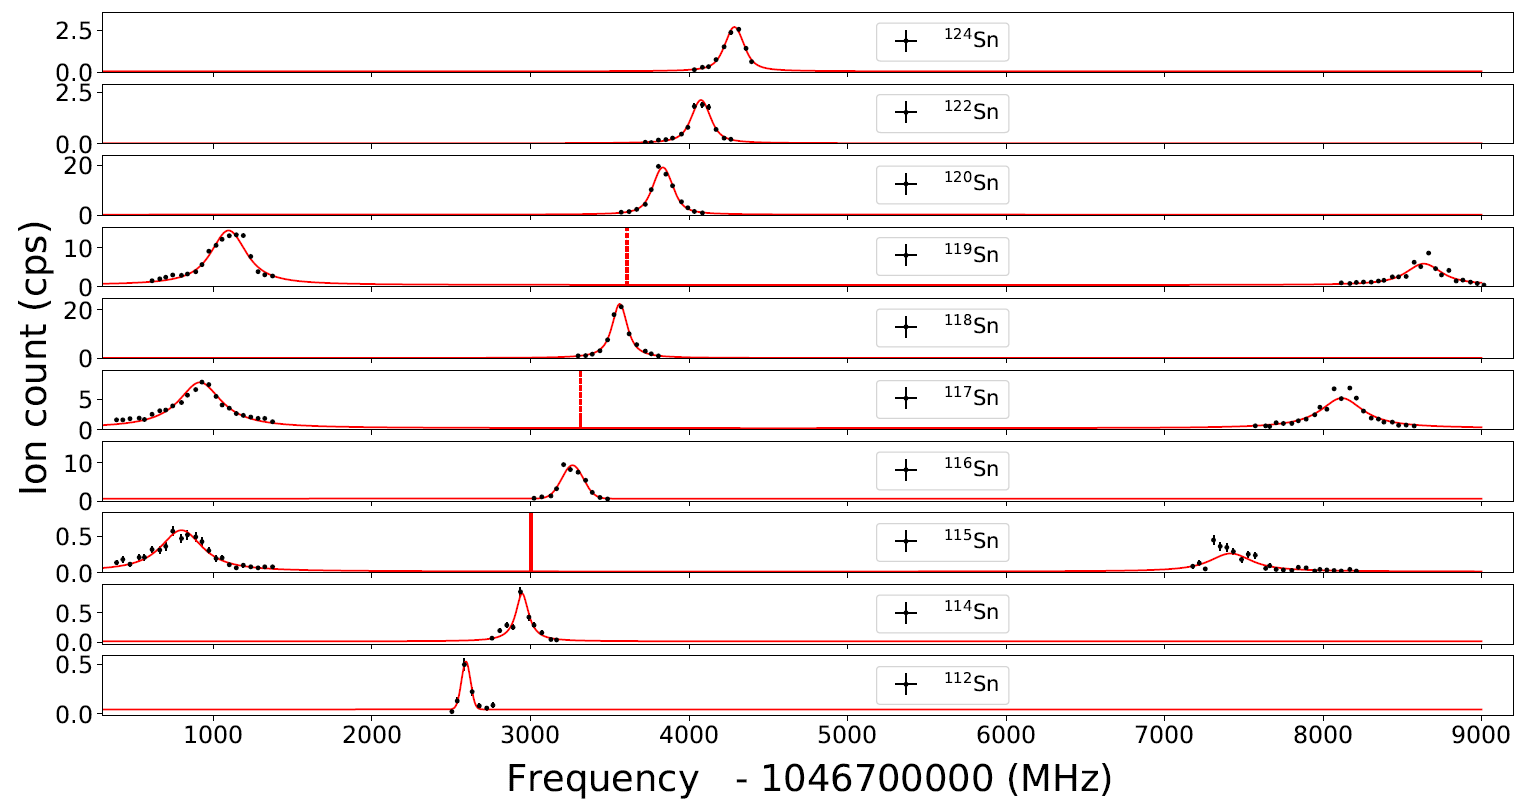 2.5
0.0
124Sn
2.5
0.0
122Sn
20
0
120Sn
10
0
119Sn
20
0
118Sn
5
0
117Sn
10
0
116Sn
0.5
0.0
115Sn
0.5
0.0
114Sn
0.5
0.0
112Sn
Ion count (cps)
1000 2000 3000 4000 5000 6000 7000 8000 9000
Frequency - 1046700000 (MHz)